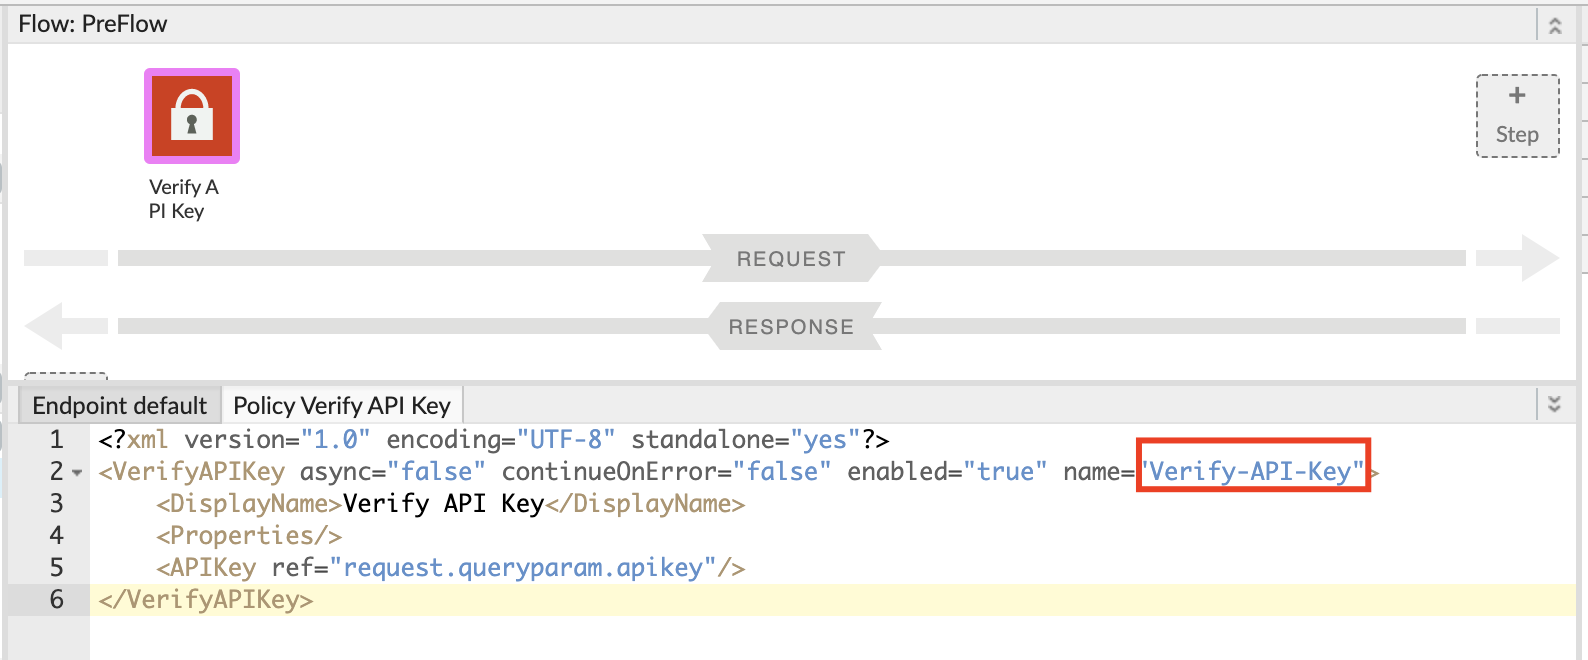 Flow: PreFlow
Verify A
PI Key
+
Step
REQUEST
RESPONSE
Endpoint default
Policy Verify API Key
1 <?xml version="1.0" encoding="UTF-8" standalone="yes"?>
2 <VerifyAPIKey async="false" continueOnError="false" enabled="true" name="Verify-API-Key">
3 <DisplayName>Verify API Key</DisplayName>
4 <Properties/>
5 <APIKey ref="request.queryparam.apikey"/>
6 </VerifyAPIKey>